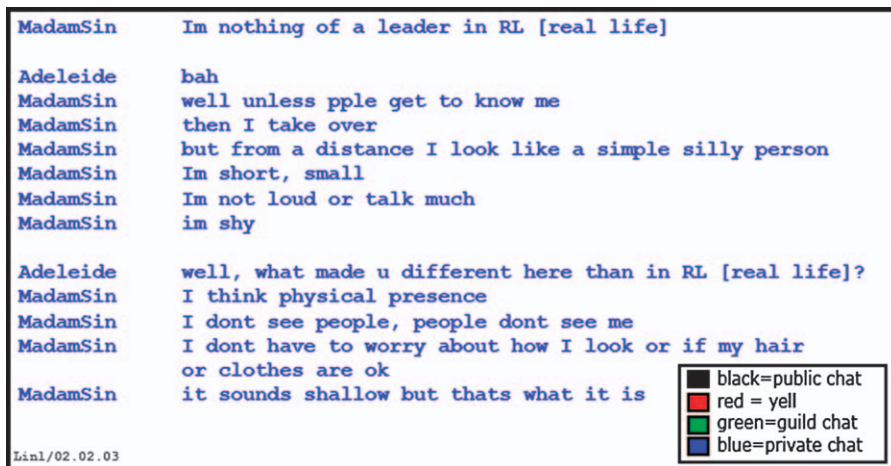 MadamSin Im nothing of a leader in RL [real life]
Adeleide bah
MadamSin well unless pple get to know me
MadamSin then I take over
MadamSin but from a distance I look like a simple silly person
MadamSin Im short, small
MadamSin Im not loud or talk much
MadamSin im shy
Adeleide well, what made u different here than in RL [real life]?
MadamSin I think physical presence
MadamSin I dont see people, people dont see me
MadamSin I dont have to worry about how I look or if my hair
or clothes are ok
MadamSin it sounds shallow but thats what it is
black=public chat
red = yell
green=guild chat
blue=private chat
Lin1/02.02.03